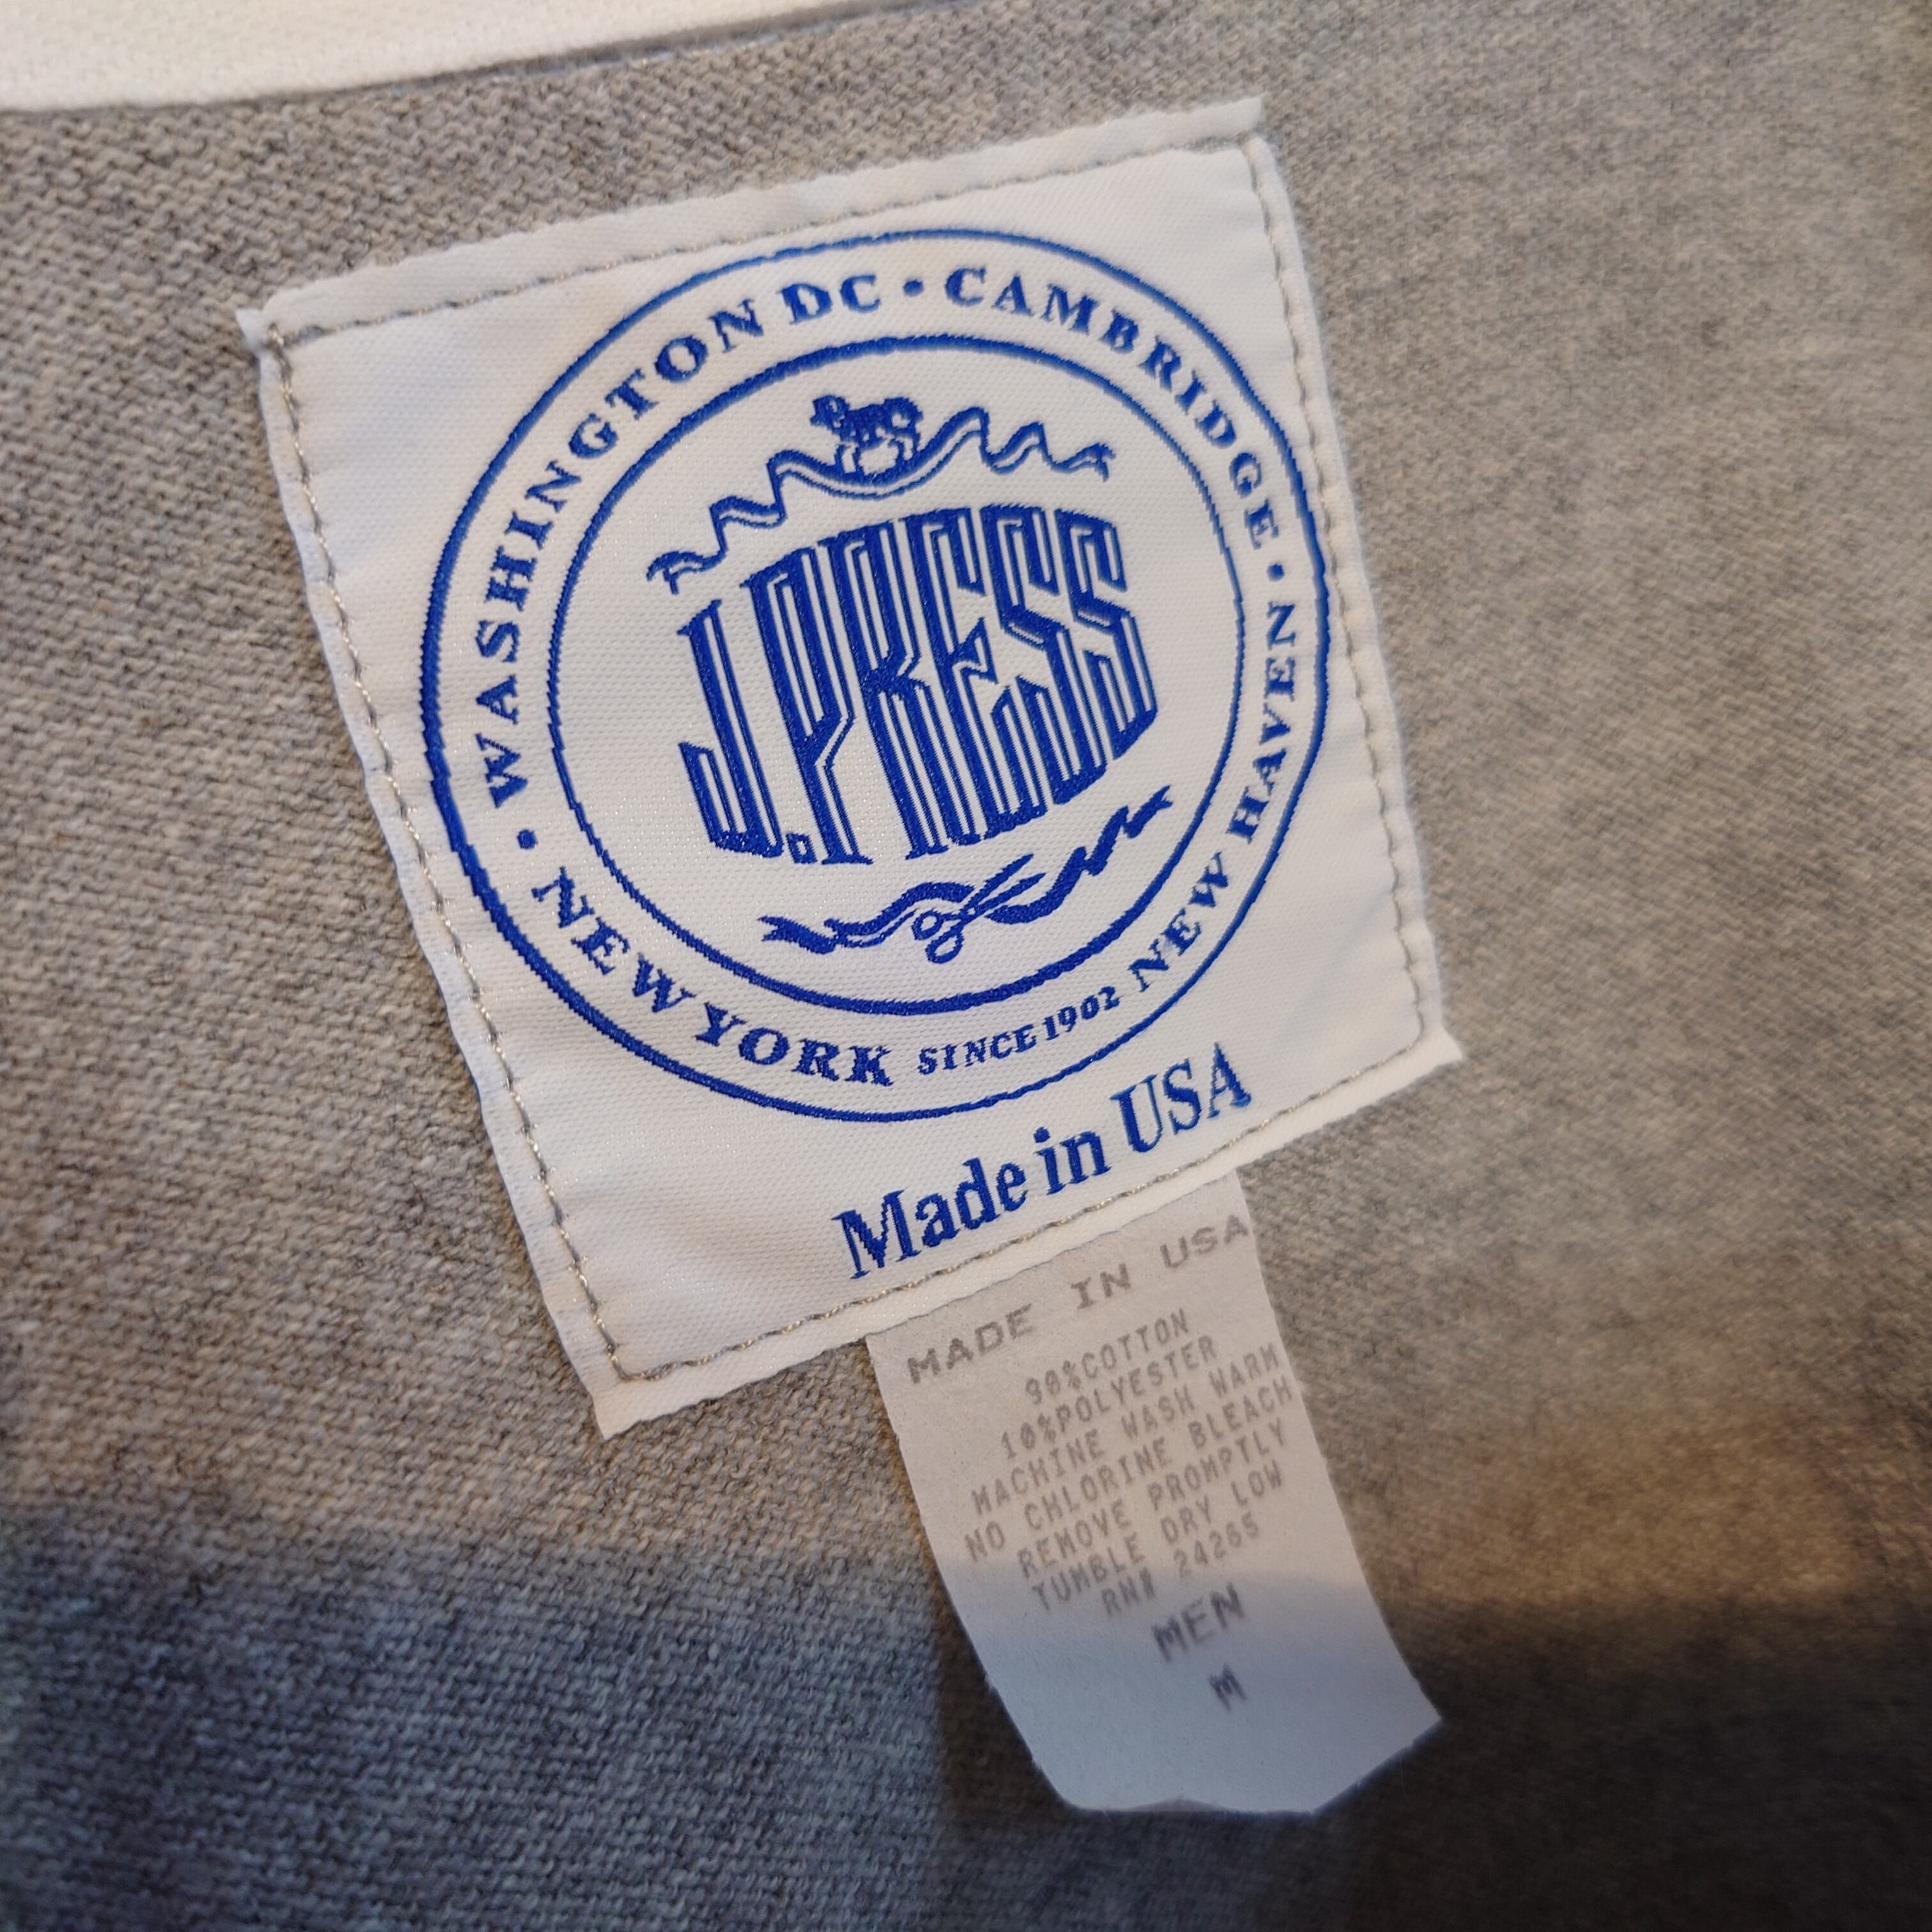 • WASHINGTON DC • CAMBRIDGE • NEW HAVEN
NEW YORK SINCE 1902
J.PRESS
Made in USA
MADE IN USA
90%COTTON
10%POLYESTER
MACHINE WASH WARM
NO CHLORINE BLEACH
REMOVE PROMPTLY
TUMBLE DRY LOW
RN# 24265
MEN
M